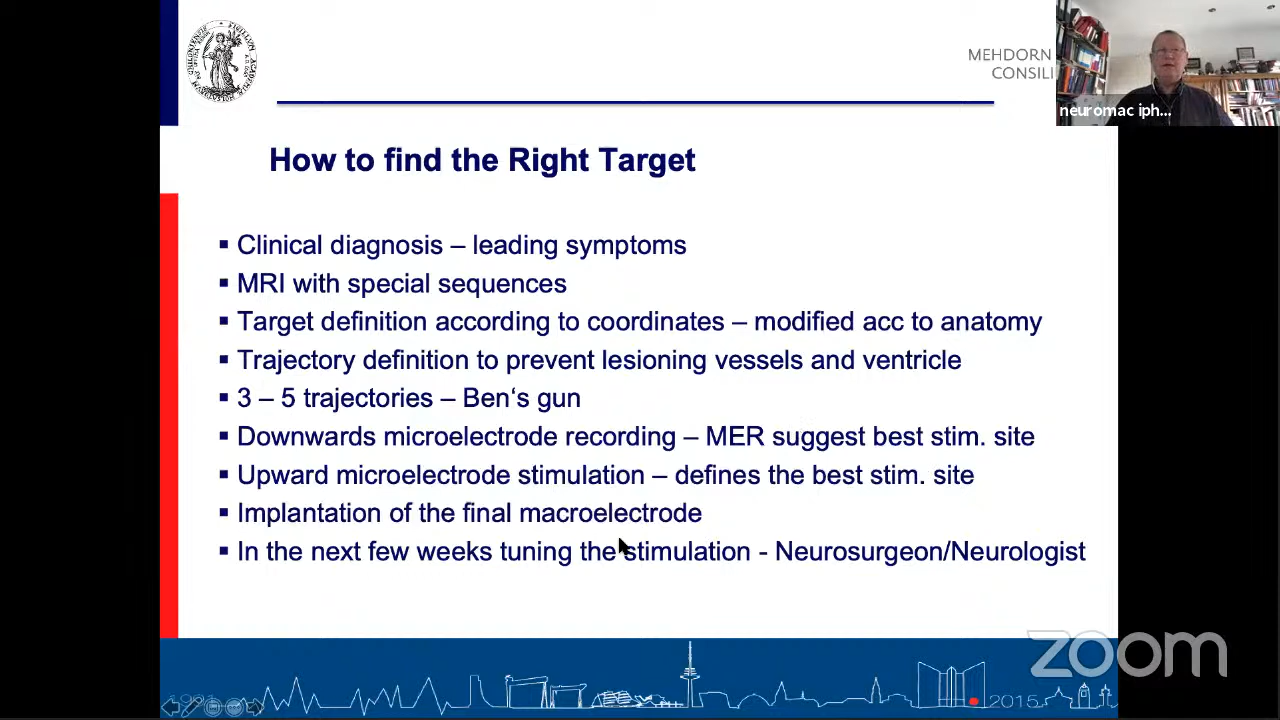 MEHDORN
CONSILI
neuromac iph...
How to find the Right Target
▪ Clinical diagnosis – leading symptoms
▪ MRI with special sequences
▪ Target definition according to coordinates – modified acc to anatomy
▪ Trajectory definition to prevent lesioning vessels and ventricle
▪ 3 – 5 trajectories – Ben‘s gun
▪ Downwards microelectrode recording – MER suggest best stim. site
▪ Upward microelectrode stimulation – defines the best stim. site
▪ Implantation of the final macroelectrode
▪ In the next few weeks tuning the stimulation - Neurosurgeon/Neurologist
zoom
1991
2015